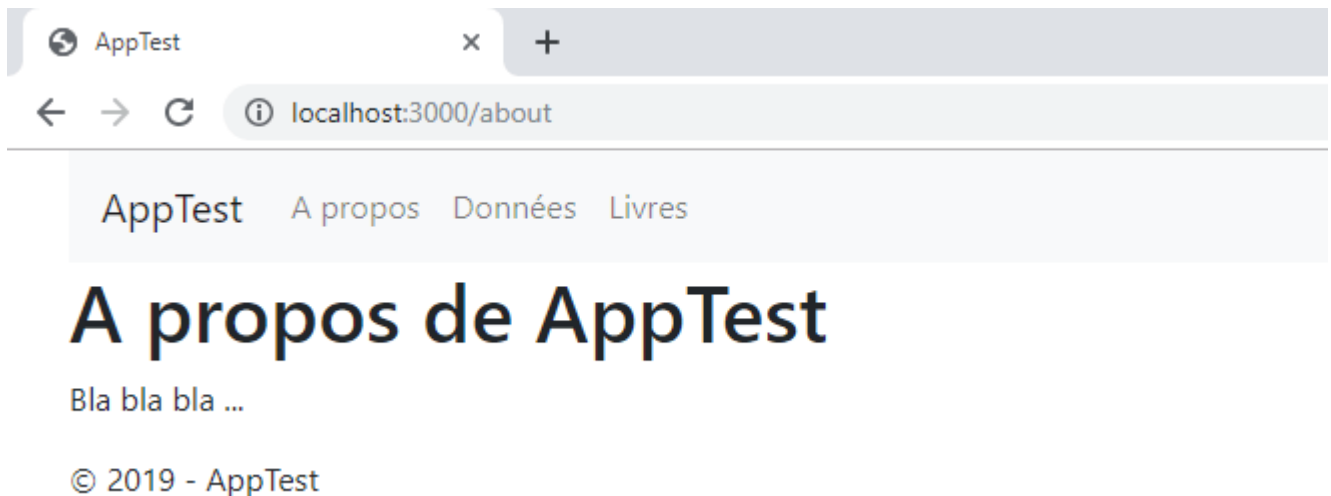 AppTest
localhost:3000/about
AppTest A propos Données Livres
A propos de AppTest
Bla bla bla ...
© 2019 - AppTest